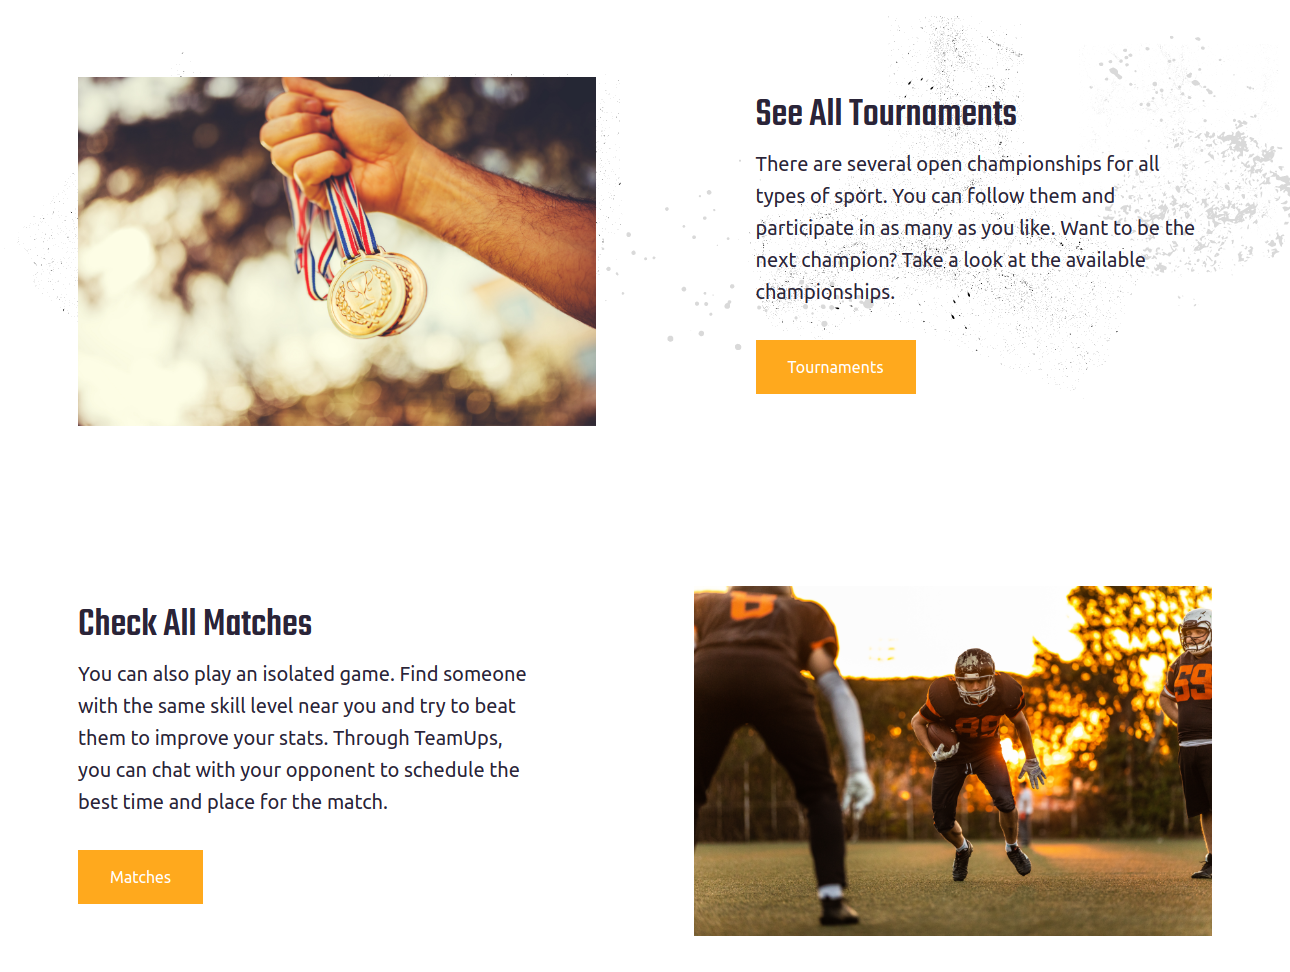 See All Tournaments
There are several open championships for all
types of sport. You can follow them and
participate in as many as you like. Want to be the
next champion? Take a look at the available
championships.
Tournaments
Check All Matches
You can also play an isolated game. Find someone
with the same skill level near you and try to beat
them to improve your stats. Through TeamUps,
you can chat with your opponent to schedule the
best time and place for the match.
Matches
8
89
59